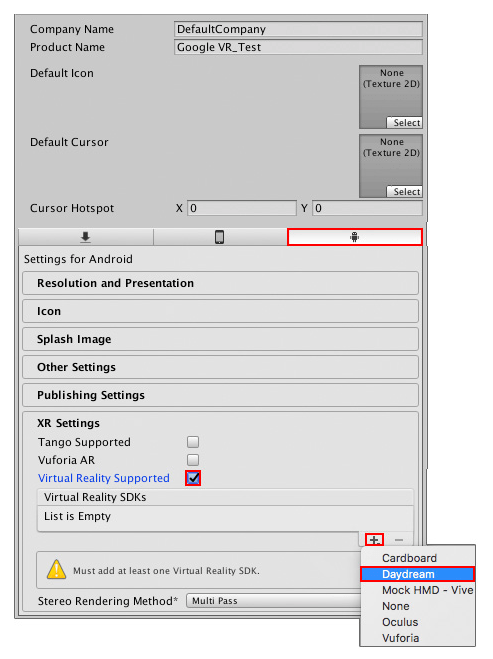 Company Name DefaultCompany
Product Name Google VR_Test
Default Icon
None
(Texture 2D)
Select
Default Cursor
None
(Texture 2D)
Select
Cursor Hotspot X 0 Y 0
Settings for Android
Resolution and Presentation
Icon
Splash Image
Other Settings
Publishing Settings
XR Settings
Tango Supported
Vuforia AR
Virtual Reality Supported
Virtual Reality SDKs
List is Empty
+ −
Must add at least one Virtual Reality SDK.
Stereo Rendering Method* Multi Pass
Cardboard
Daydream
Mock HMD - Vive
None
Oculus
Vuforia